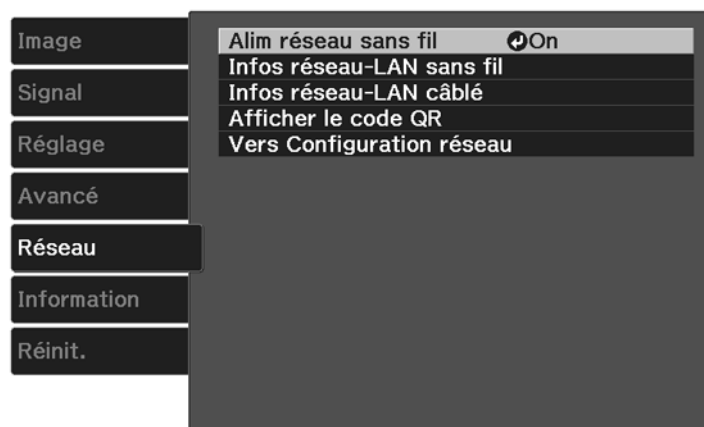 Image
Signal
Réglage
Avancé
Réseau
Information
Réinit.
Alim réseau sans fil On
Infos réseau-LAN sans fil
Infos réseau-LAN câblé
Afficher le code QR
Vers Configuration réseau